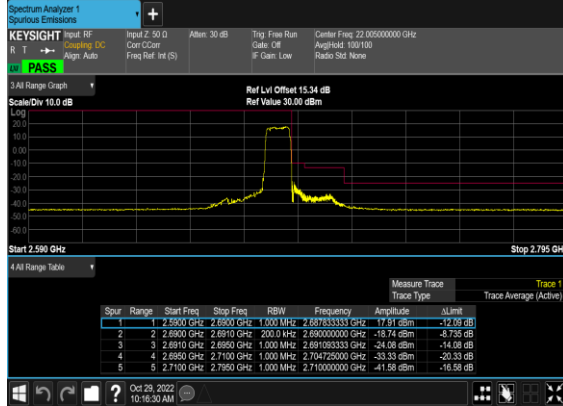 Spectrum Analyzer 1
Spurious Emissions
+
KEYSIGHT Input: RF Input Z: 50 Ω Atten: 30 dB Trig: Free Run Center Freq: 22.005000000 GHz
R T Coupling: DC Corr CCorr Gate: Off Avg|Hold: 100/100
Align: Auto Freq Ref: Int (S) IF Gain: Low Radio Std: None
PASS
3 All Range Graph
Ref Lvl Offset 15.34 dB
Scale/Div 10.0 dB Ref Value 30.00 dBm
Log
20.0
10.0
0.00
-10.0
-20.0
-30.0
-40.0
-50.0
-60.0
Start 2.590 GHz Stop 2.795 GH
4 All Range Table
Measure Trace Trace 1
Trace Type Trace Average (Active)
Spur Range Start Freq Stop Freq RBW Frequency Amplitude ΔLimit
1 1 2.5900 GHz 2.6900 GHz 1.000 MHz 2.687833333 GHz 17.91 dBm -12.09 dB
2 2 2.6900 GHz 2.6910 GHz 200.0 kHz 2.690000000 GHz -18.74 dBm -8.735 dB
3 3 2.6910 GHz 2.6950 GHz 1.000 MHz 2.691093333 GHz -24.08 dBm -14.08 dB
4 4 2.6950 GHz 2.7100 GHz 1.000 MHz 2.704725000 GHz -33.33 dBm -20.33 dB
5 5 2.7100 GHz 2.7950 GHz 1.000 MHz 2.710000000 GHz -41.58 dBm -16.58 dB
? Oct 29, 2022
10:16:30 AM